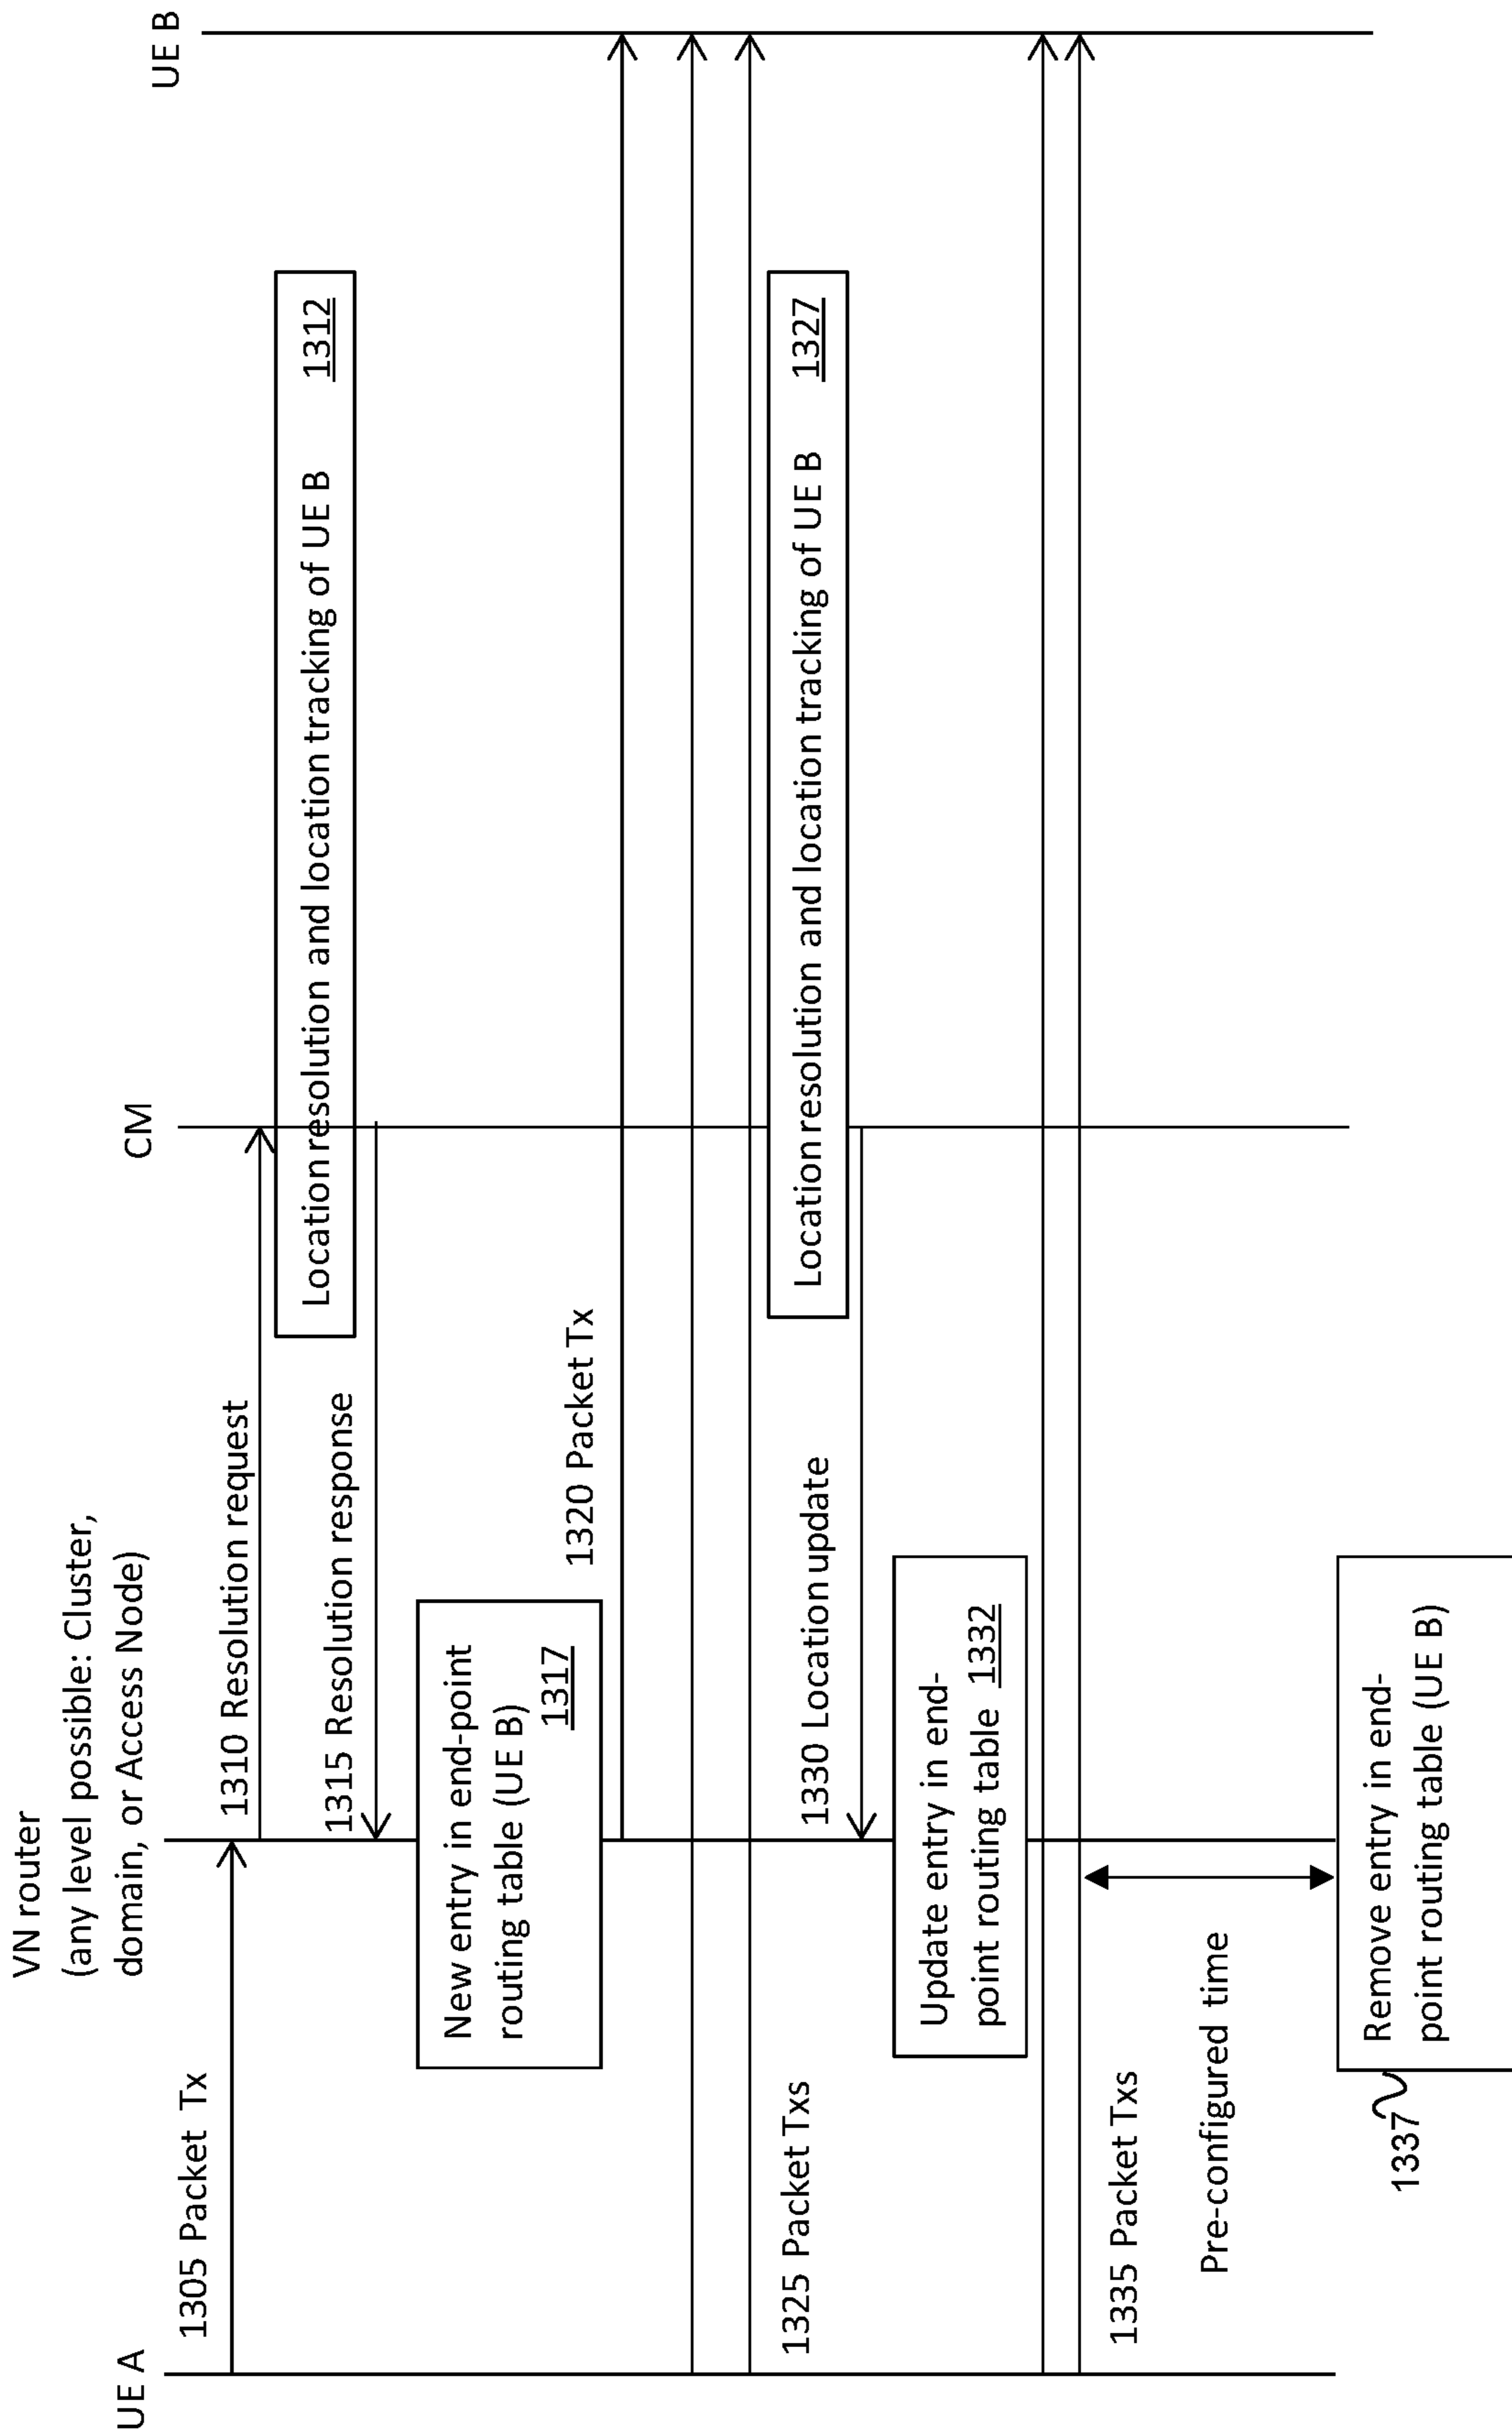 UE A
VN router
(any level possible: Cluster,
domain, or Access Node)
CM
UE B
1305 Packet Tx
1310 Resolution request
Location resolution and location tracking of UE B 1312
1315 Resolution response
New entry in end-point
routing table (UE B)
1317
1320 Packet Tx
1325 Packet Txs
Location resolution and location tracking of UE B 1327
1330 Location update
Update entry in end-
point routing table 1332
1335 Packet Txs
Pre-configured time
Remove entry in end-
point routing table (UE B)
1337